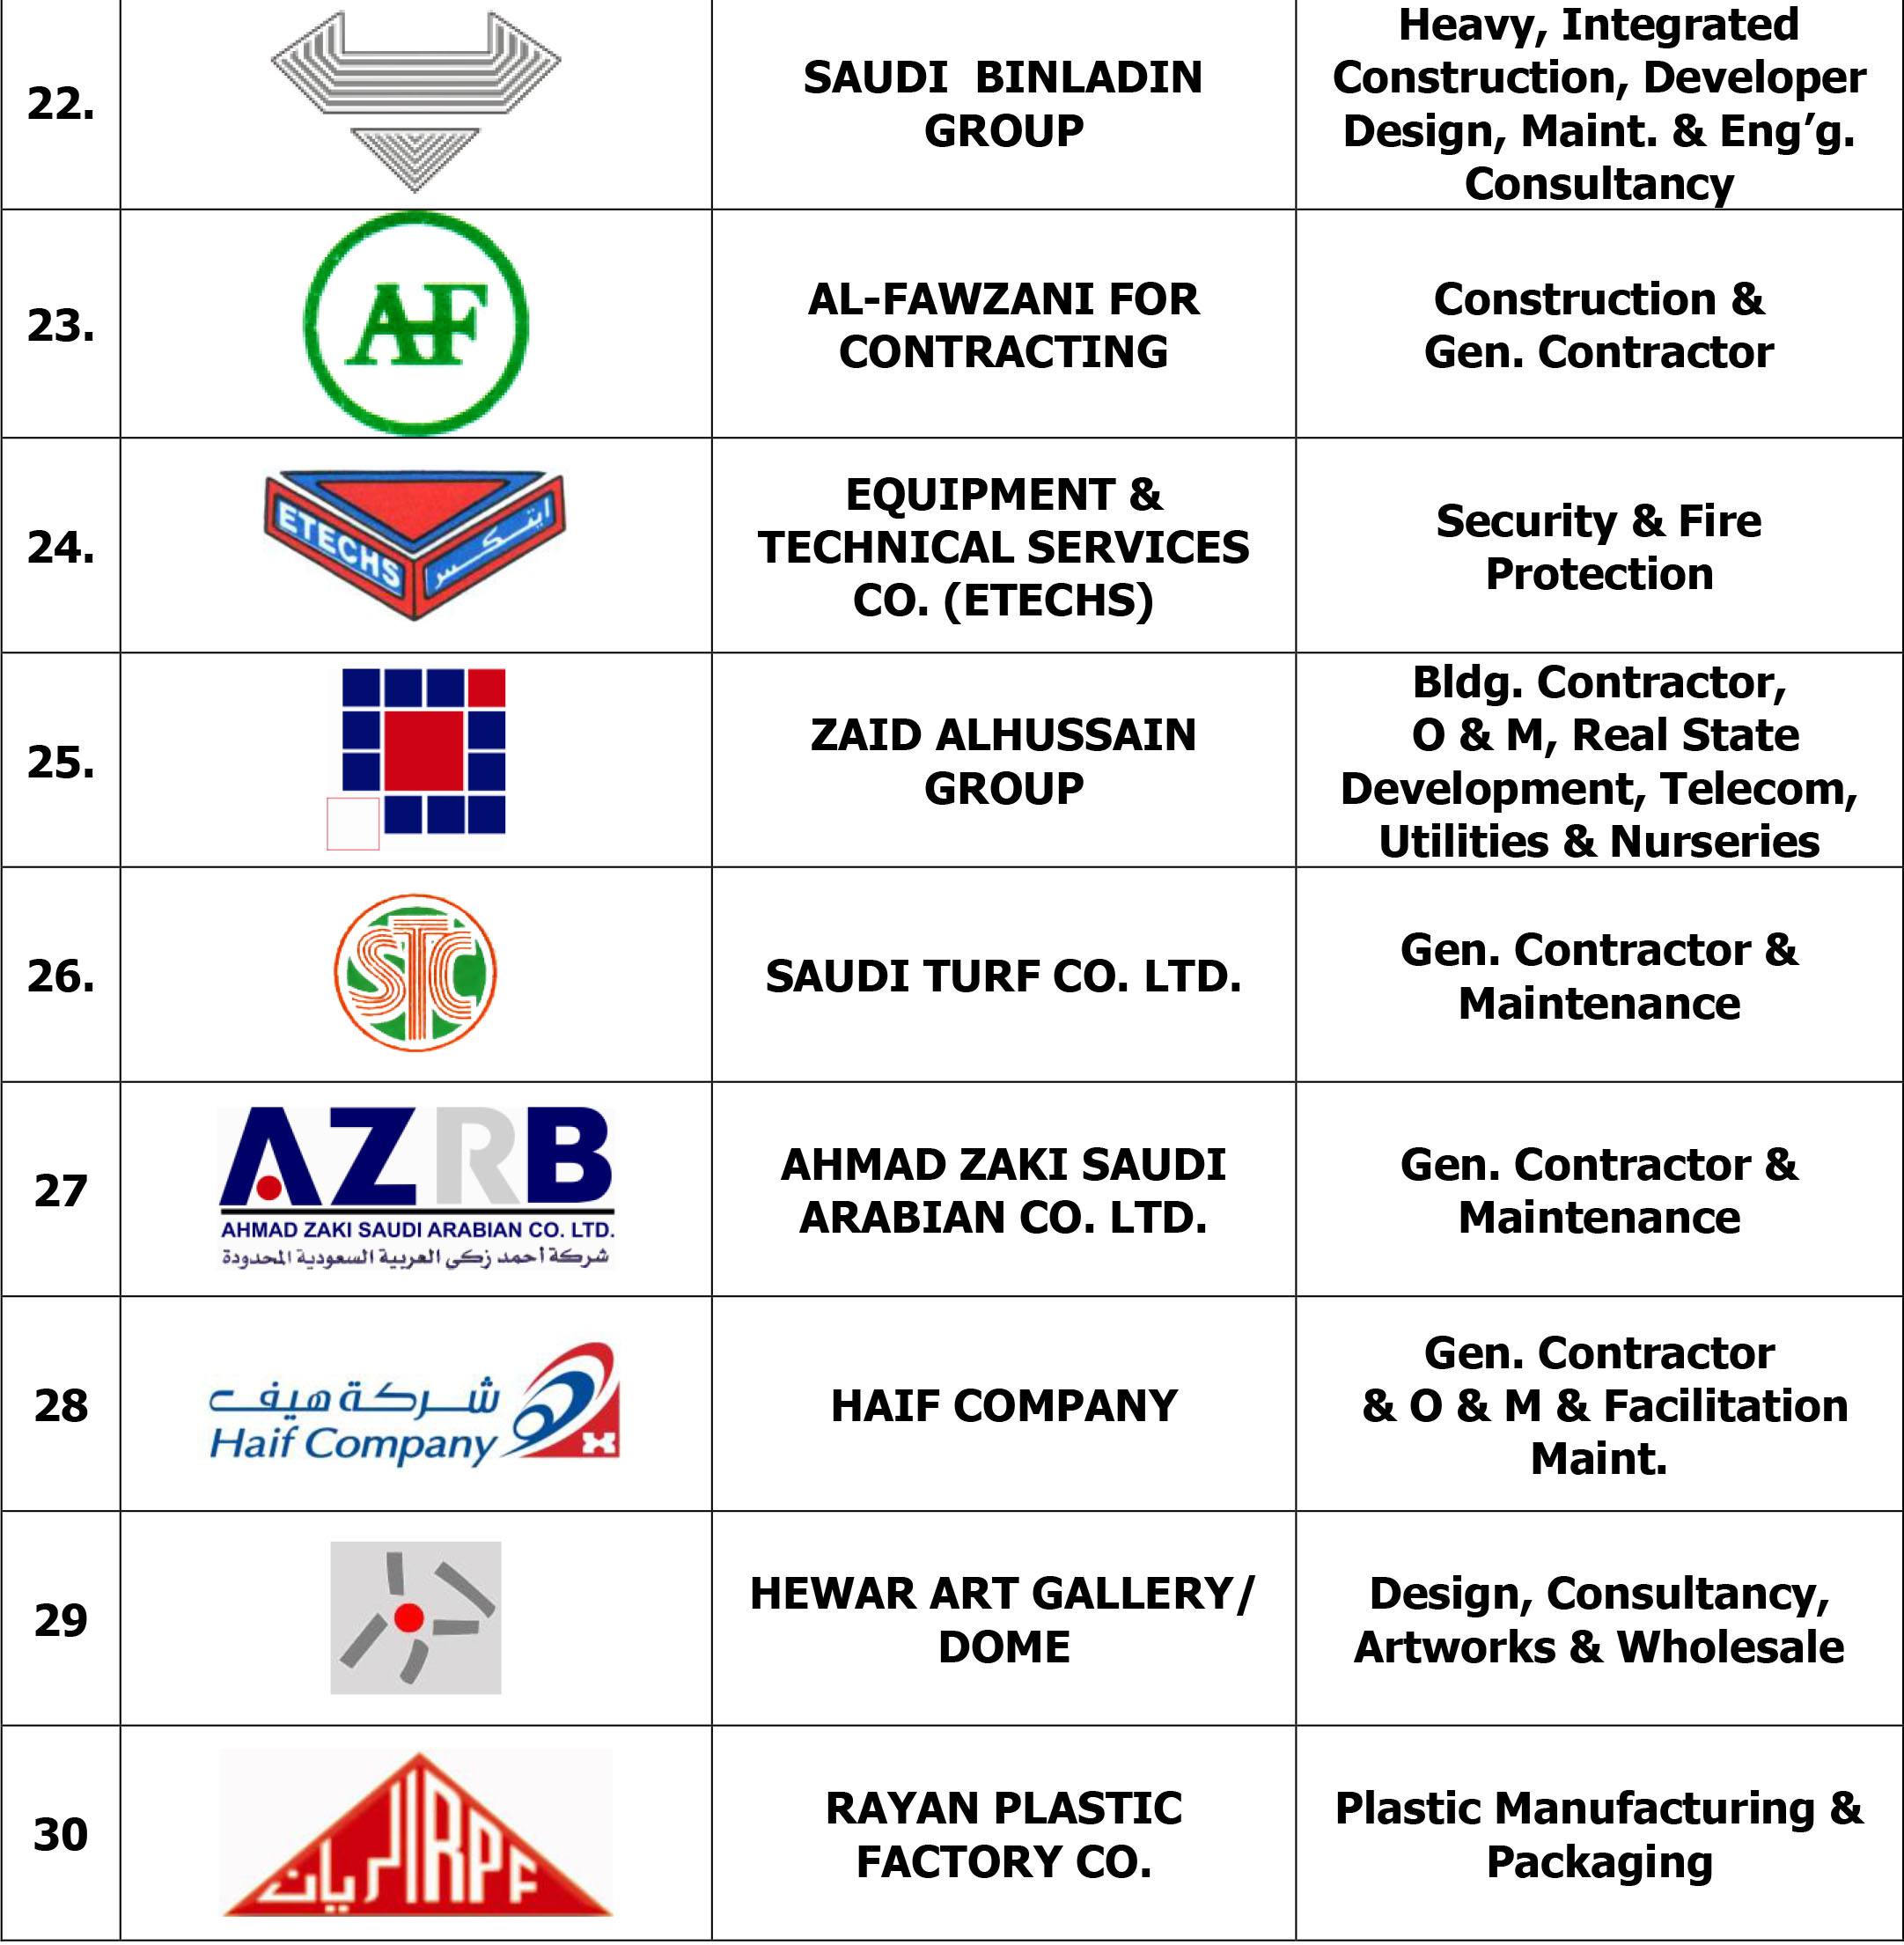 22.
SAUDI BINLADIN
GROUP
Heavy, Integrated
Construction, Developer
Design, Maint. & Eng’g.
Consultancy
23.
AF
AL-FAWZANI FOR
CONTRACTING
Construction &
Gen. Contractor
24.
ETECHS
ايتكس
EQUIPMENT &
TECHNICAL SERVICES
CO. (ETECHS)
Security & Fire
Protection
25.
ZAID ALHUSSAIN
GROUP
Bldg. Contractor,
O & M, Real State
Development, Telecom,
Utilities & Nurseries
26.
STC
SAUDI TURF CO. LTD.
Gen. Contractor &
Maintenance
27
AZRB
AHMAD ZAKI SAUDI ARABIAN CO. LTD.
شركة أحمد زكي العربية السعودية المحدودة
AHMAD ZAKI SAUDI
ARABIAN CO. LTD.
Gen. Contractor &
Maintenance
28
شركة هيف
Haif Company
HAIF COMPANY
Gen. Contractor
& O & M & Facilitation
Maint.
29
HEWAR ART GALLERY/
DOME
Design, Consultancy,
Artworks & Wholesale
30
الريان RPF
RAYAN PLASTIC
FACTORY CO.
Plastic Manufacturing &
Packaging